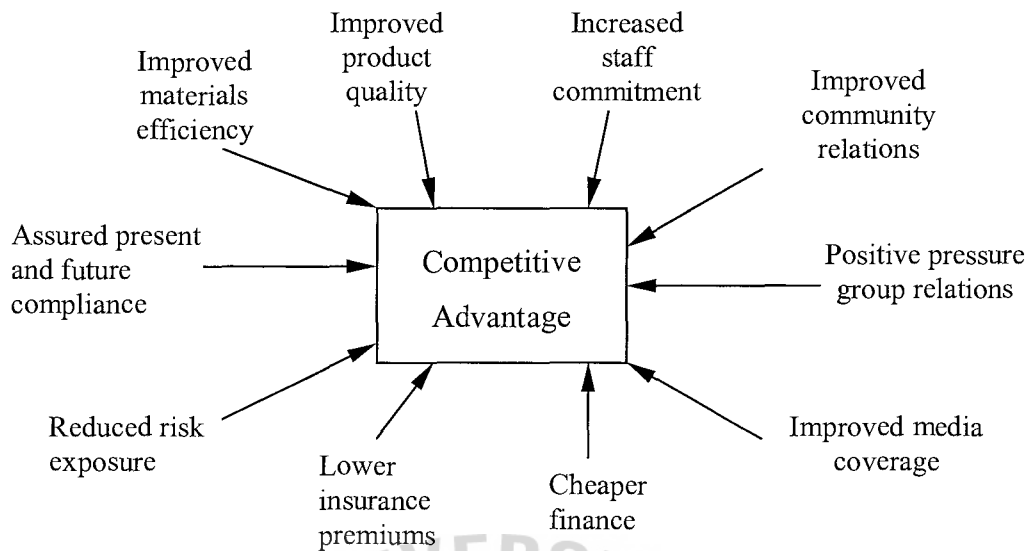 Improved
materials
efficiency
Improved
product
quality
Increased
staff
commitment
Improved
community
relations
Assured present
and future
compliance
Competitive
Advantage
Positive pressure
group relations
Reduced risk
exposure
Lower
insurance
premiums
Cheaper
finance
Improved media
coverage